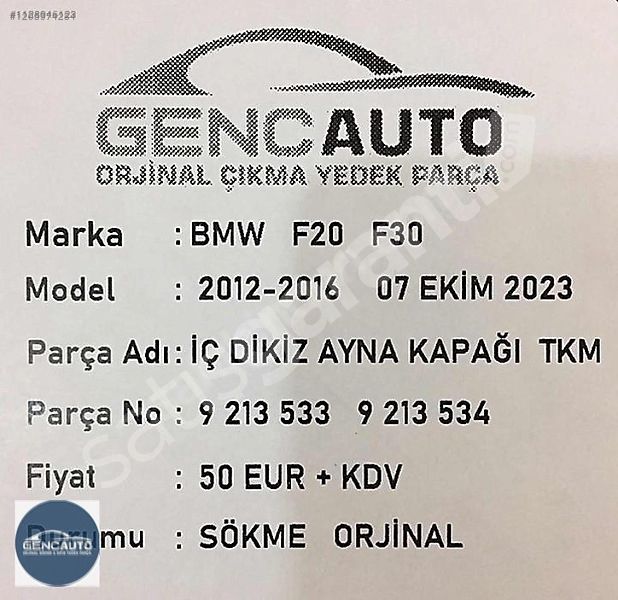 GENCAUTO
ORJİNAL ÇIKMA YEDEK PARÇA
Marka : BMW F20 F30
Model : 2012-2016 07 EKİM 2023
Parça Adı : İÇ DİKİZ AYNA KAPAĞI TKM
Parça No : 9 213 533 9 213 534
Fiyat : 50 EUR + KDV
Durumu : SÖKME ORJİNAL
GENCAUTO